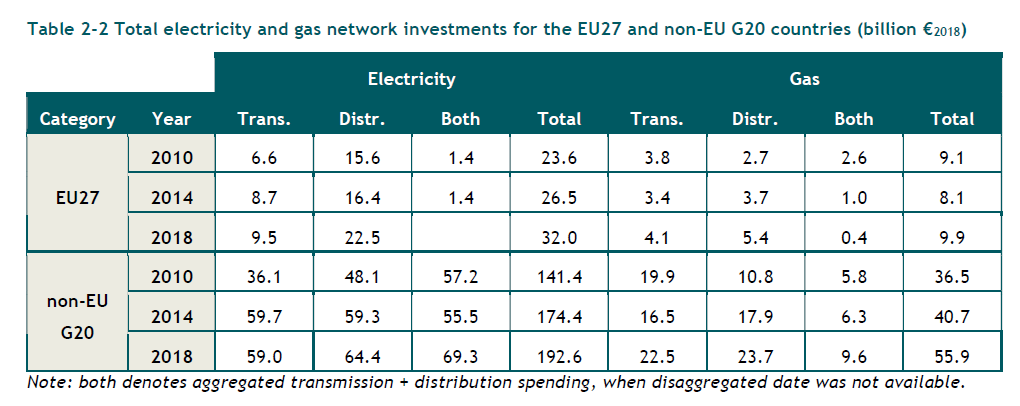 Table 2-2 Total electricity and gas network investments for the EU27 and non-EU G20 countries (billion €2018)
Electricity Gas
Category Year Trans. Distr. Both Total Trans. Distr. Both Total
EU27
2010 6.6 15.6 1.4 23.6 3.8 2.7 2.6 9.1
2014 8.7 16.4 1.4 26.5 3.4 3.7 1.0 8.1
2018 9.5 22.5 32.0 4.1 5.4 0.4 9.9
non-EU
G20
2010 36.1 48.1 57.2 141.4 19.9 10.8 5.8 36.5
2014 59.7 59.3 55.5 174.4 16.5 17.9 6.3 40.7
2018 59.0 64.4 69.3 192.6 22.5 23.7 9.6 55.9
Note: both denotes aggregated transmission + distribution spending, when disaggregated date was not available.